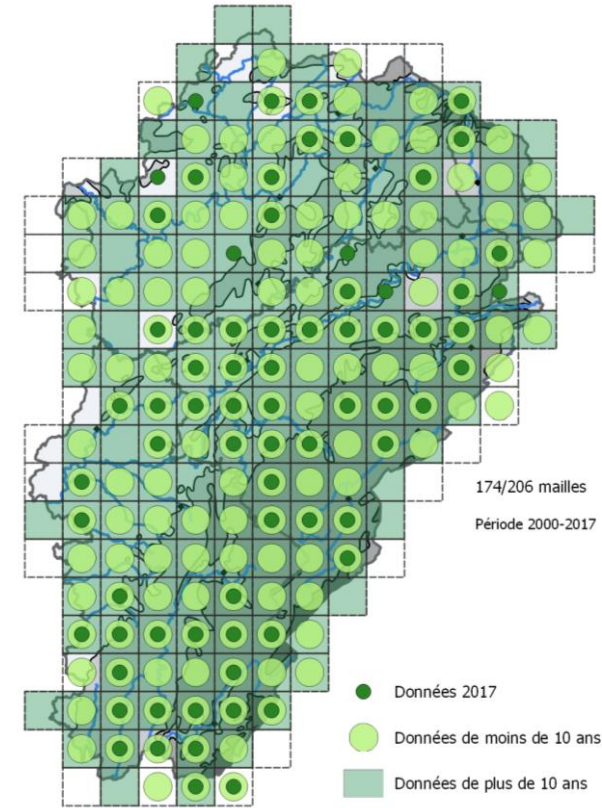 174/206 mailles
Période 2000-2017
Données 2017
Données de moins de 10 ans
Données de plus de 10 ans